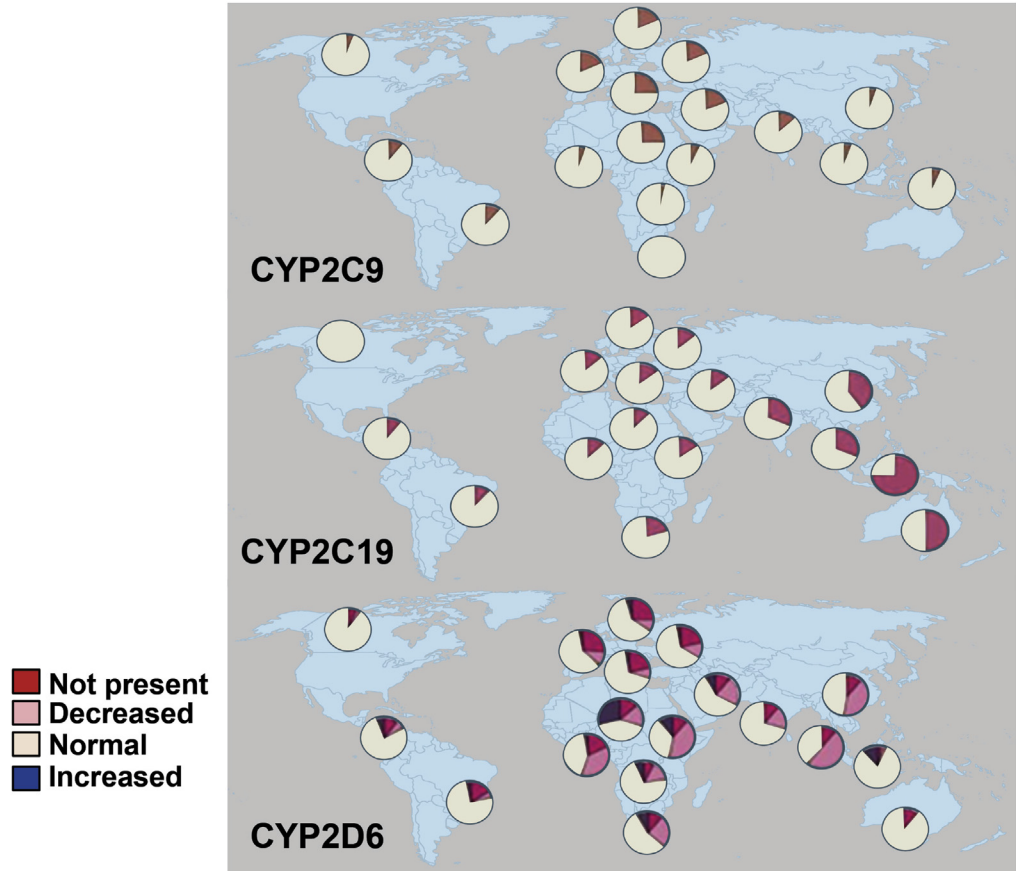 CYP2C9
CYP2C19
CYP2D6
Not present
Decreased
Normal
Increased